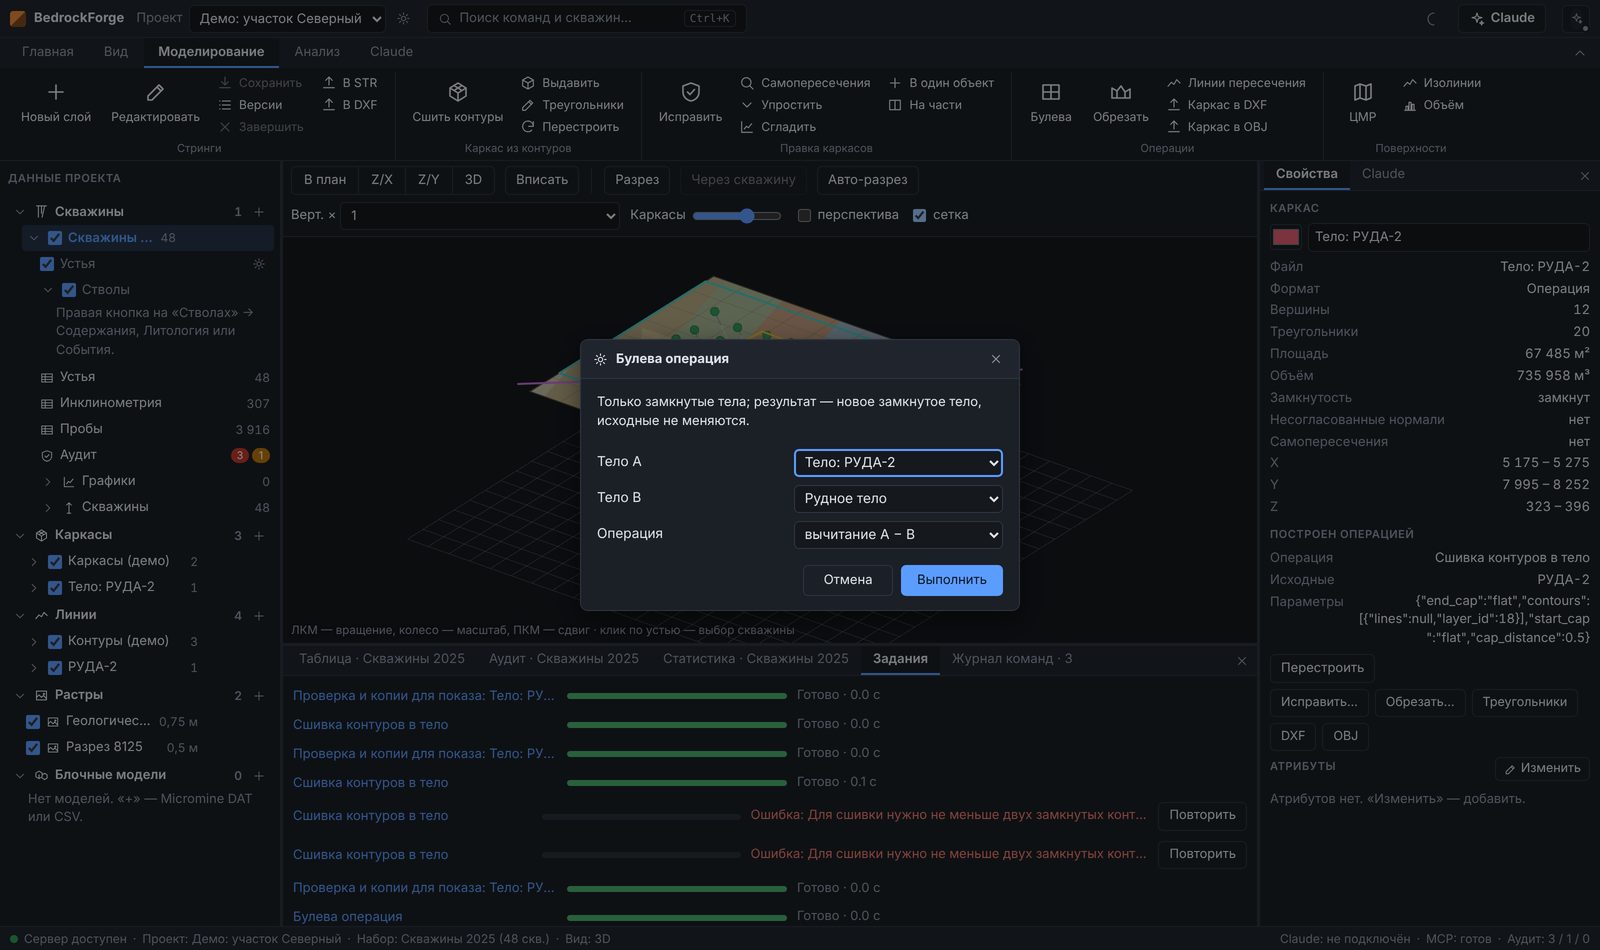 BedrockForge Проект Демо: участок Северный Поиск команд и скважин... Ctrl+K Claude
Главная Вид Моделирование Анализ Claude
Новый слой Редактировать Сохранить Версии Завершить В STR В DXF
Стринги
Сшить контуры Выдавить Треугольники Перестроить
Каркас из контуров
Исправить Самопересечения Упростить Сгладить В один объект На части
Правка каркасов
Булева Обрезать Линии пересечения Каркас в DXF Каркас в OBJ
Операции
ЦМР Изолинии Объём
Поверхности
ДАННЫЕ ПРОЕКТА
Скважины 1
Скважины ... 48
Устья
Стволы
Правая кнопка на «Стволах» →
Содержания, Литология или
События.
Устья 48
Инклинометрия 307
Пробы 3 916
Аудит 3 1
Графики 0
Скважины 48
Каркасы 3
Каркасы (демо) 2
Тело: РУДА-2 1
Линии 4
Контуры (демо) 3
РУДА-2 1
Растры 2
Геологичес... 0,75 м
Разрез 8125 0,5 м
Блочные модели 0
Нет моделей. «+» — Micromine DAT
или CSV.
В план Z/X Z/Y 3D Вписать Разрез Через скважину Авто-разрез
Верт. × 1 Каркасы перспектива сетка
Булева операция
Только замкнутые тела; результат — новое замкнутое тело,
исходные не меняются.
Тело A Тело: РУДА-2
Тело B Рудное тело
Операция вычитание A − B
Отмена Выполнить
ЛКМ — вращение, колесо — масштаб, ПКМ — сдвиг · клик по устью — выбор скважины
Таблица · Скважины 2025 Аудит · Скважины 2025 Статистика · Скважины 2025 Задания Журнал команд · 3
Проверка и копии для показа: Тело: РУ... Готово · 0.0 с
Сшивка контуров в тело Готово · 0.0 с
Проверка и копии для показа: Тело: РУ... Готово · 0.0 с
Сшивка контуров в тело Готово · 0.1 с
Сшивка контуров в тело Ошибка: Для сшивки нужно не меньше двух замкнутых конт... Повторить
Сшивка контуров в тело Ошибка: Для сшивки нужно не меньше двух замкнутых конт... Повторить
Проверка и копии для показа: Тело: РУ... Готово · 0.0 с
Булева операция Готово · 0.0 с
Свойства Claude
КАРКАС
Тело: РУДА-2
Файл Тело: РУДА-2
Формат Операция
Вершины 12
Треугольники 20
Площадь 67 485 м²
Объём 735 958 м³
Замкнутость замкнут
Несогласованные нормали нет
Самопересечения нет
X 5 175 – 5 275
Y 7 995 – 8 252
Z 323 – 396
ПОСТРОЕН ОПЕРАЦИЕЙ
Операция Сшивка контуров в тело
Исходные РУДА-2
Параметры {"end_cap":"flat","contours":
[{"lines":null,"layer_id":18}],"start_cap
":"flat","cap_distance":0.5}
Перестроить
Исправить... Обрезать... Треугольники
DXF OBJ
АТРИБУТЫ Изменить
Атрибутов нет. «Изменить» — добавить.
Сервер доступен · Проект: Демо: участок Северный · Набор: Скважины 2025 (48 скв.) · Вид: 3D Claude: не подключён · MCP: готов · Аудит: 3 / 1 / 0